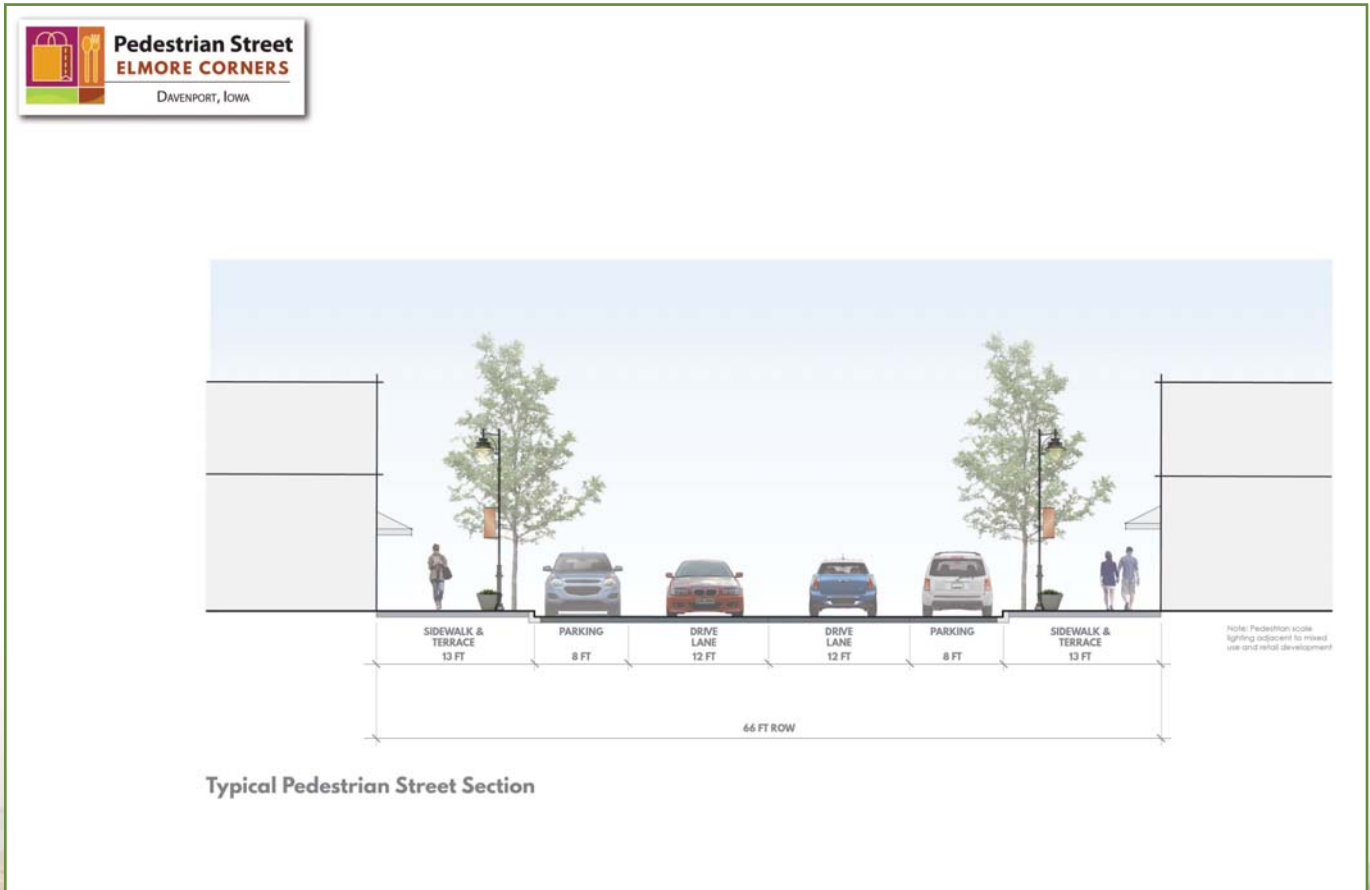 Pedestrian Street
ELMORE CORNERS
DAVENPORT, IOWA
SIDEWALK &
TERRACE
13 FT
PARKING
8 FT
DRIVE
LANE
12 FT
DRIVE
LANE
12 FT
PARKING
8 FT
SIDEWALK &
TERRACE
13 FT
Note: Pedestrian scale
lighting adjacent to mixed
use and retail development
66 FT ROW
Typical Pedestrian Street Section